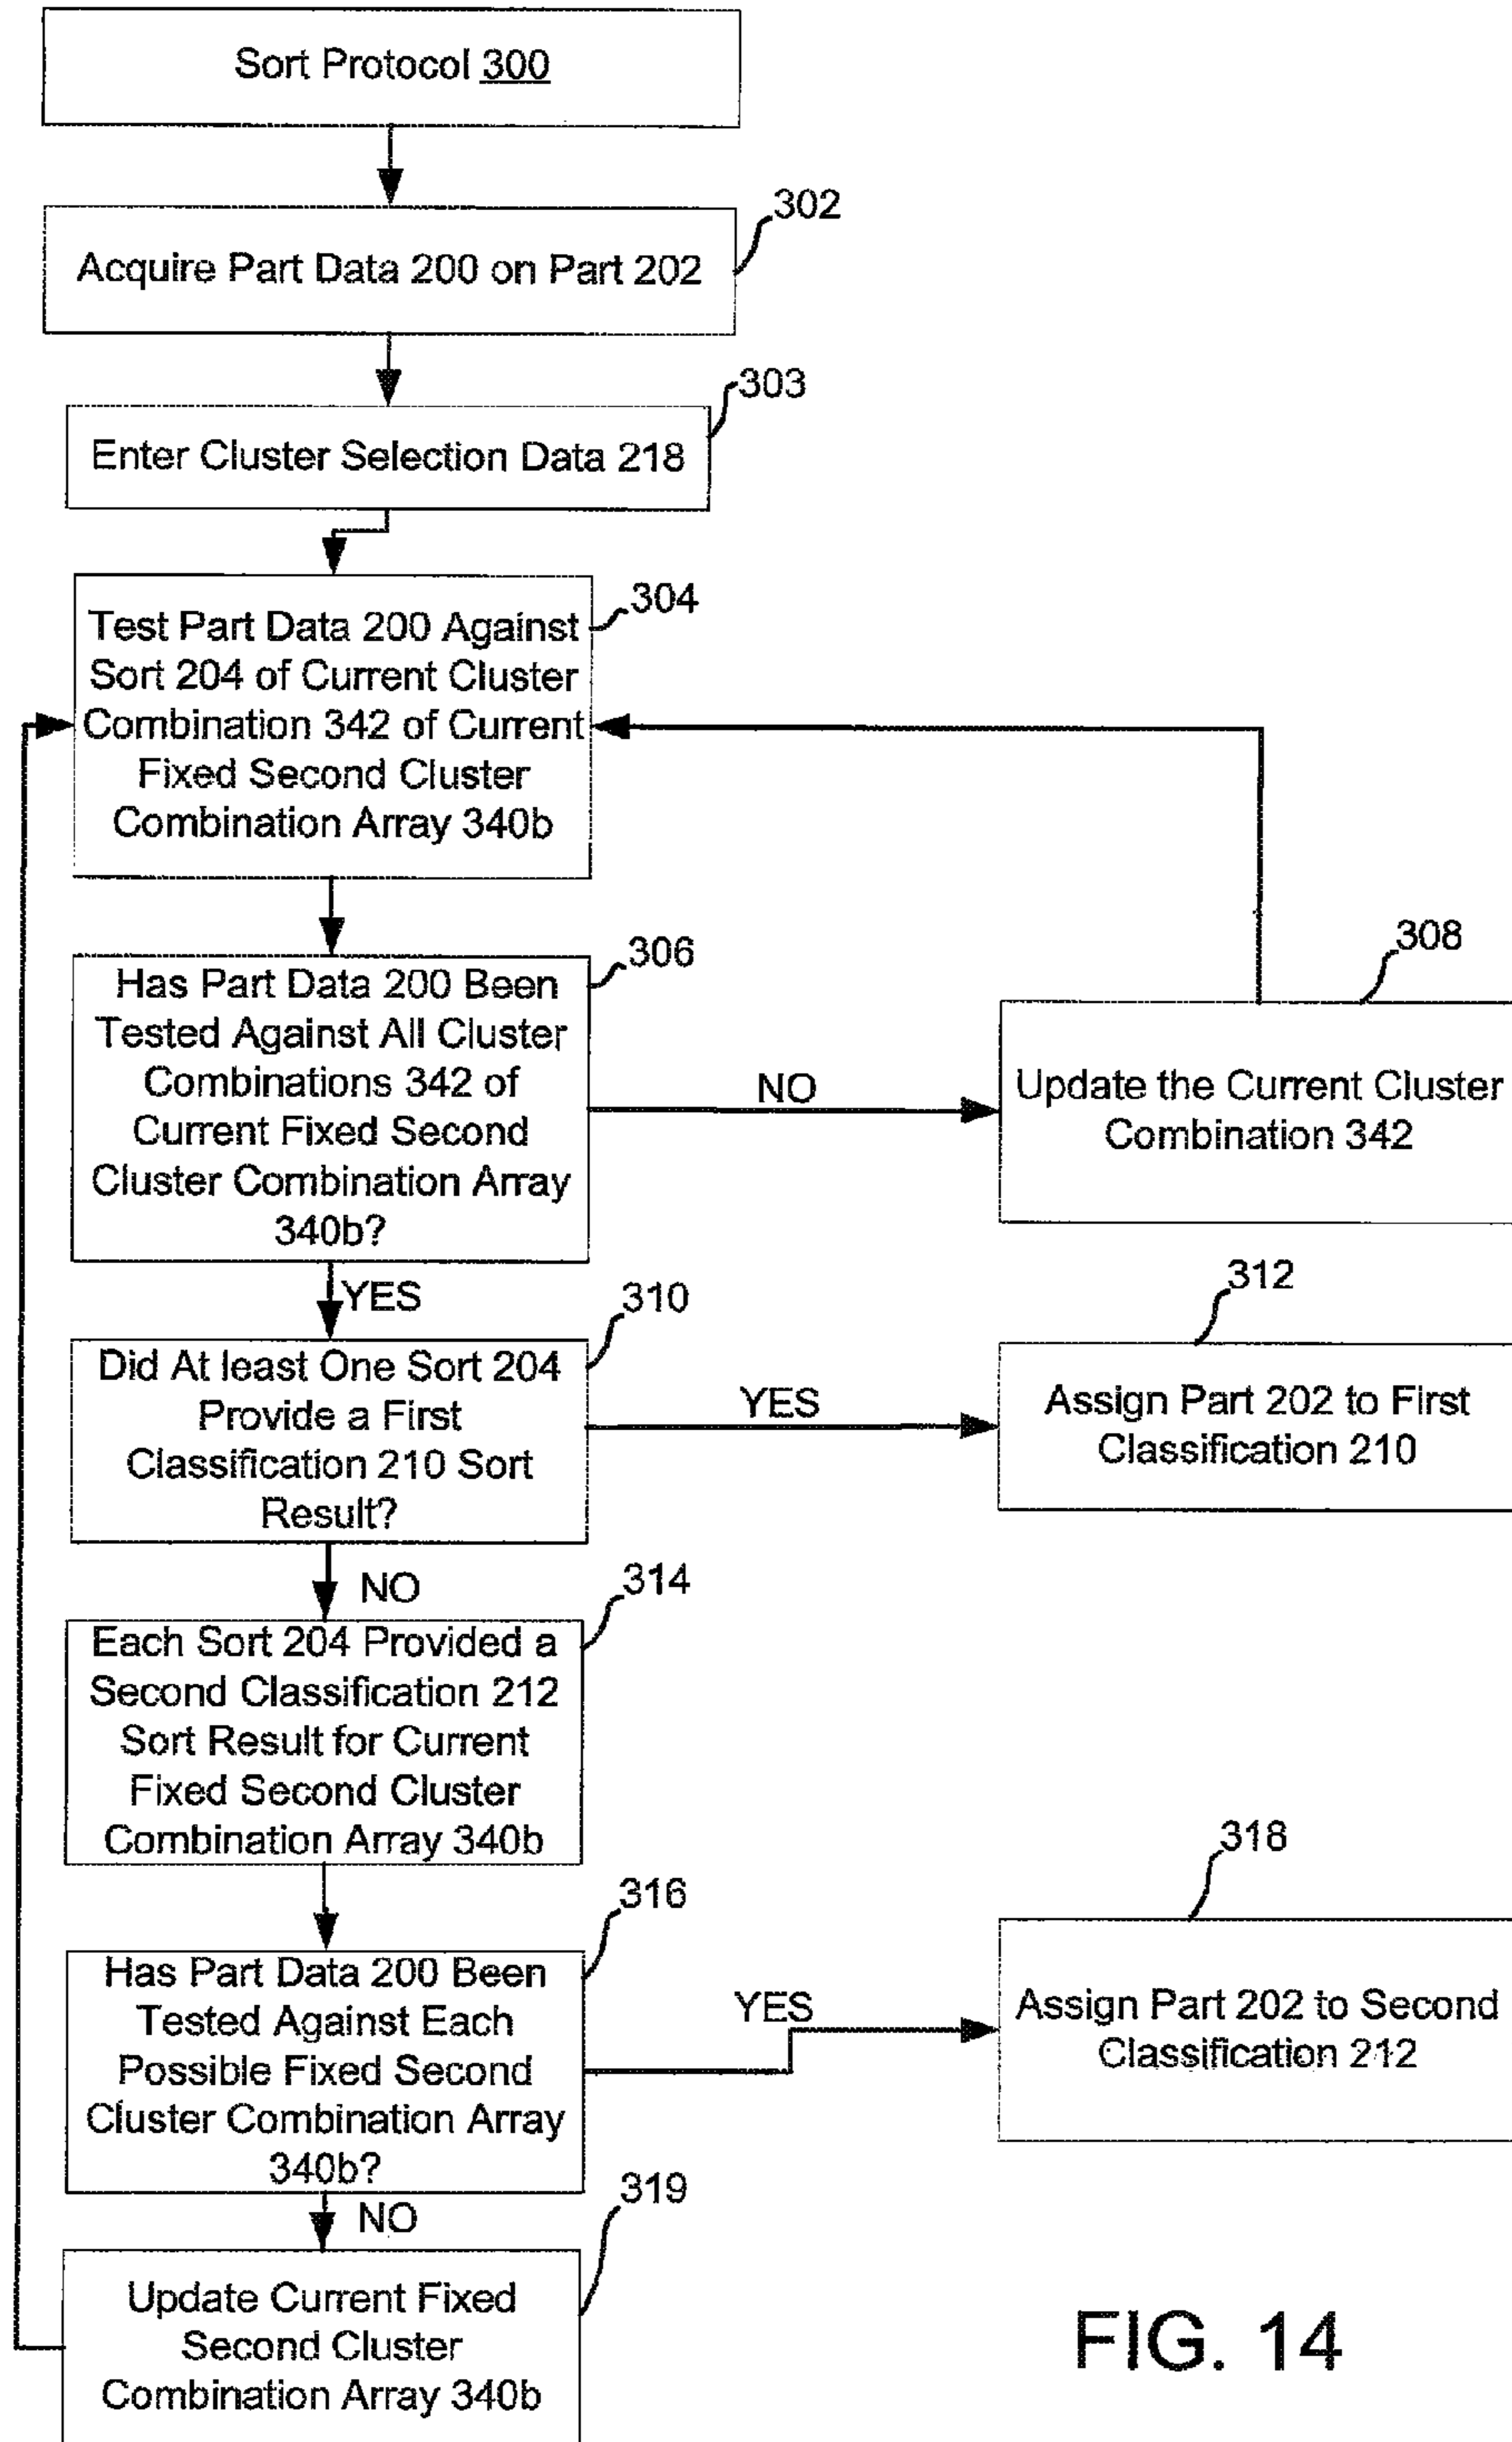 Sort Protocol 300
302
Acquire Part Data 200 on Part 202
303
Enter Cluster Selection Data 218
304
Test Part Data 200 Against
Sort 204 of Current Cluster
Combination 342 of Current
Fixed Second Cluster
Combination Array 340b
306
Has Part Data 200 Been
Tested Against All Cluster
Combinations 342 of
Current Fixed Second
Cluster Combination Array
340b?
NO
308
Update the Current Cluster
Combination 342
YES
310
Did At least One Sort 204
Provide a First
Classification 210 Sort
Result?
YES
312
Assign Part 202 to First
Classification 210
NO
314
Each Sort 204 Provided a
Second Classification 212
Sort Result for Current
Fixed Second Cluster
Combination Array 340b
316
Has Part Data 200 Been
Tested Against Each
Possible Fixed Second
Cluster Combination Array
340b?
YES
318
Assign Part 202 to Second
Classification 212
NO
319
Update Current Fixed
Second Cluster
Combination Array 340b
FIG. 14